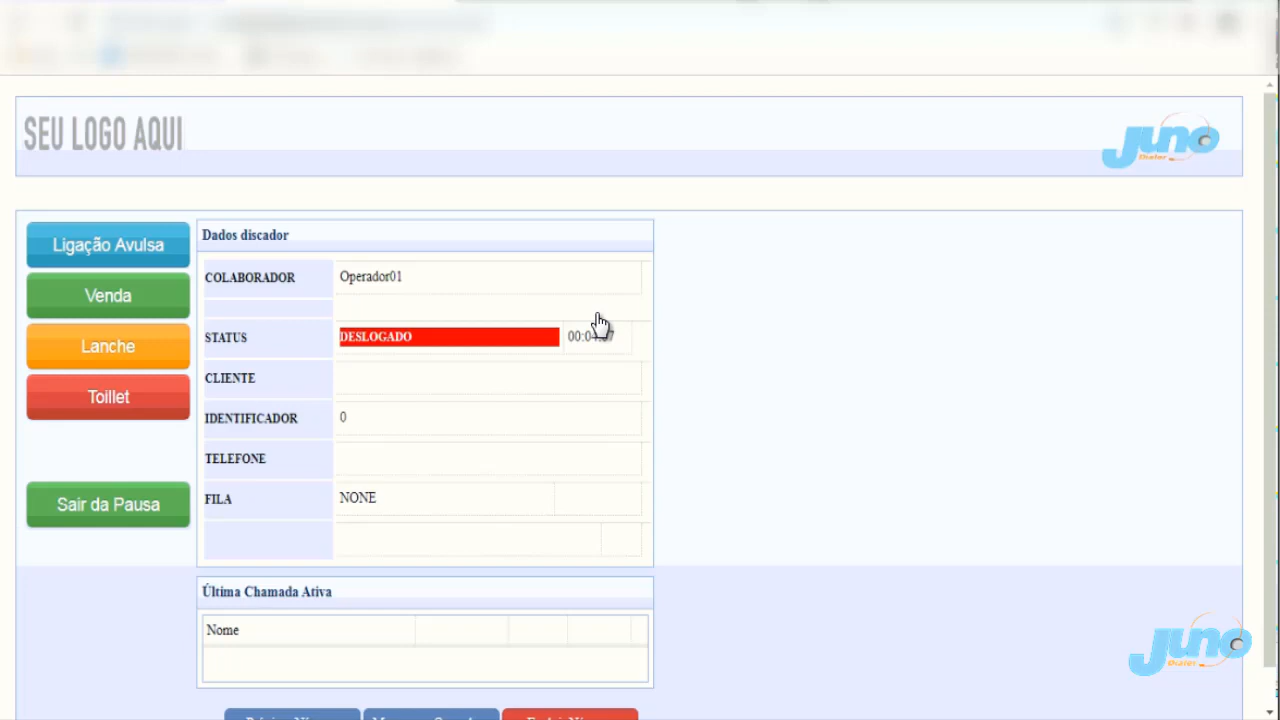 SEU LOGO AQUI
Juno
Dialer
Ligação Avulsa
Venda
Lanche
Toillet
Sair da Pausa
Dados discador
COLABORADOR Operador01
STATUS DESLOGADO
CLIENTE
IDENTIFICADOR 0
TELEFONE
FILA NONE
Última Chamada Ativa
Nome
Juno
Dialer